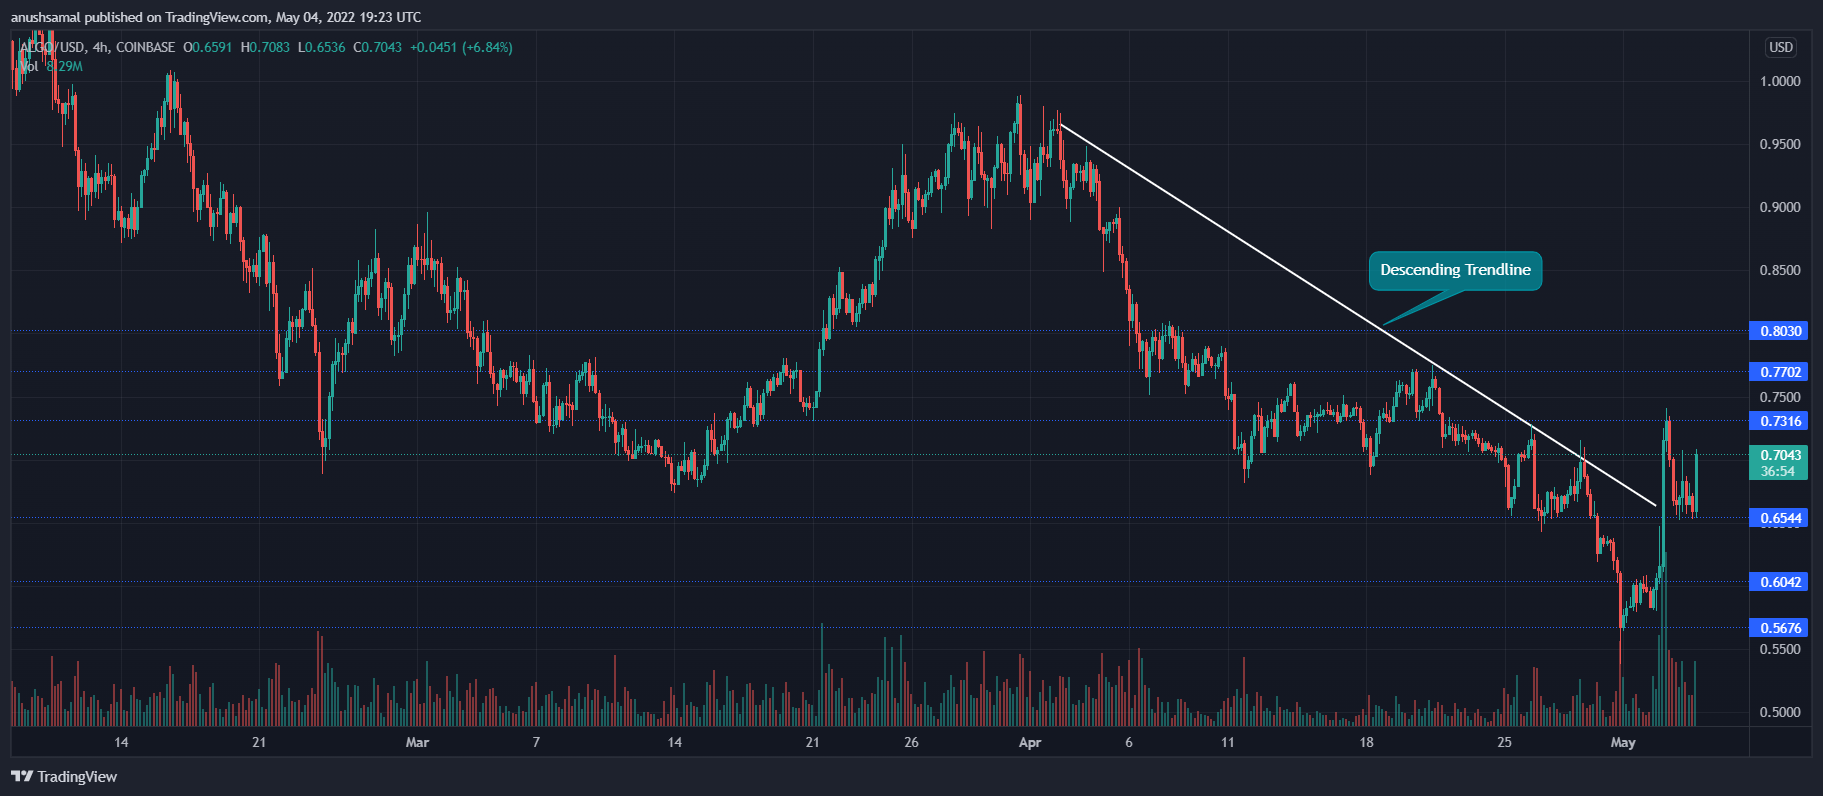 anushsamal published on TradingView.com, May 04, 2022 19:23 UTC
ALGO/USD, 4h, COINBASE O0.6591 H0.7083 L0.6536 C0.7043 +0.0451 (+6.84%)
Vol 8.29M
USD
1.0000
0.9500
0.9000
0.8500
Descending Trendline
0.8030
0.7702
0.7500
0.7316
0.7043
36:54
0.6544
0.6042
0.5676
0.5500
0.5000
14 21 Mar 7 14 21 26 Apr 6 11 18 25 May
TradingView